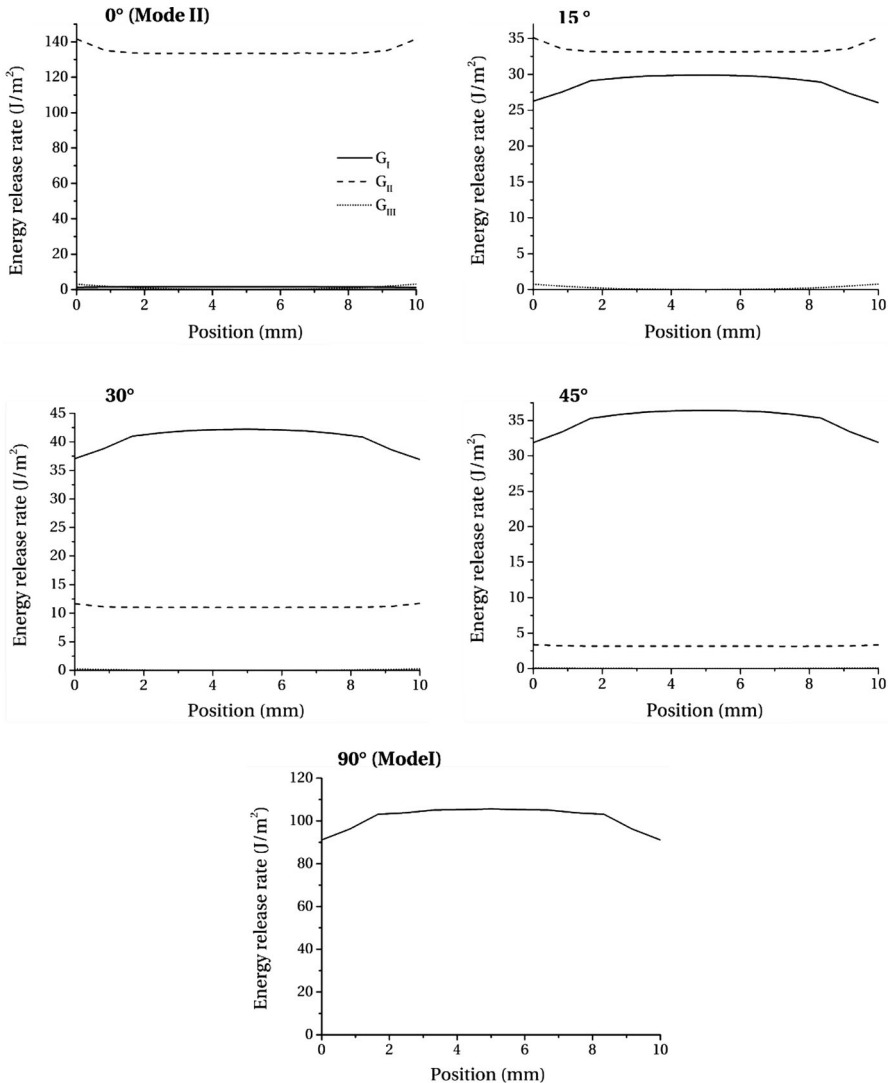 0° (Mode II)
140
120
100
80
60
40
20
0
Energy release rate (J/m²)
G_I
G_II
G_III
0 2 4 6 8 10
Position (mm)
15 °
35
30
25
20
15
10
5
0
Energy release rate (J/m²)
0 2 4 6 8 10
Position (mm)
30°
45
40
35
30
25
20
15
10
5
0
Energy release rate (J/m²)
0 2 4 6 8 10
Position (mm)
45°
35
30
25
20
15
10
5
0
Energy release rate (J/m²)
0 2 4 6 8 10
Position (mm)
90° (ModeI)
120
100
80
60
40
20
0
Energy release rate (J/m²)
0 2 4 6 8 10
Position (mm)